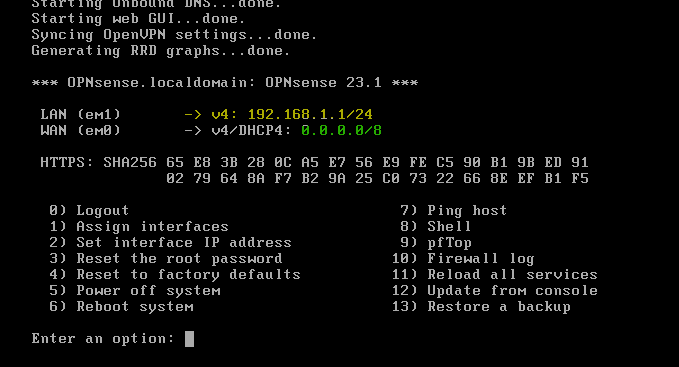 Starting Unbound DNS...done.
Starting web GUI...done.
Syncing OpenVPN settings...done.
Generating RRD graphs...done.
*** OPNsense.localdomain: OPNsense 23.1 ***
LAN (em1) -> v4: 192.168.1.1/24
WAN (em0) -> v4/DHCP4: 0.0.0.0/8
HTTPS: SHA256 65 E8 3B 28 0C A5 E7 56 E9 FE C5 90 B1 9B ED 91
02 79 64 8A F7 B2 9A 25 C0 73 22 66 8E EF B1 F5
0) Logout 7) Ping host
1) Assign interfaces 8) Shell
2) Set interface IP address 9) pfTop
3) Reset the root password 10) Firewall log
4) Reset to factory defaults 11) Reload all services
5) Power off system 12) Update from console
6) Reboot system 13) Restore a backup
Enter an option: